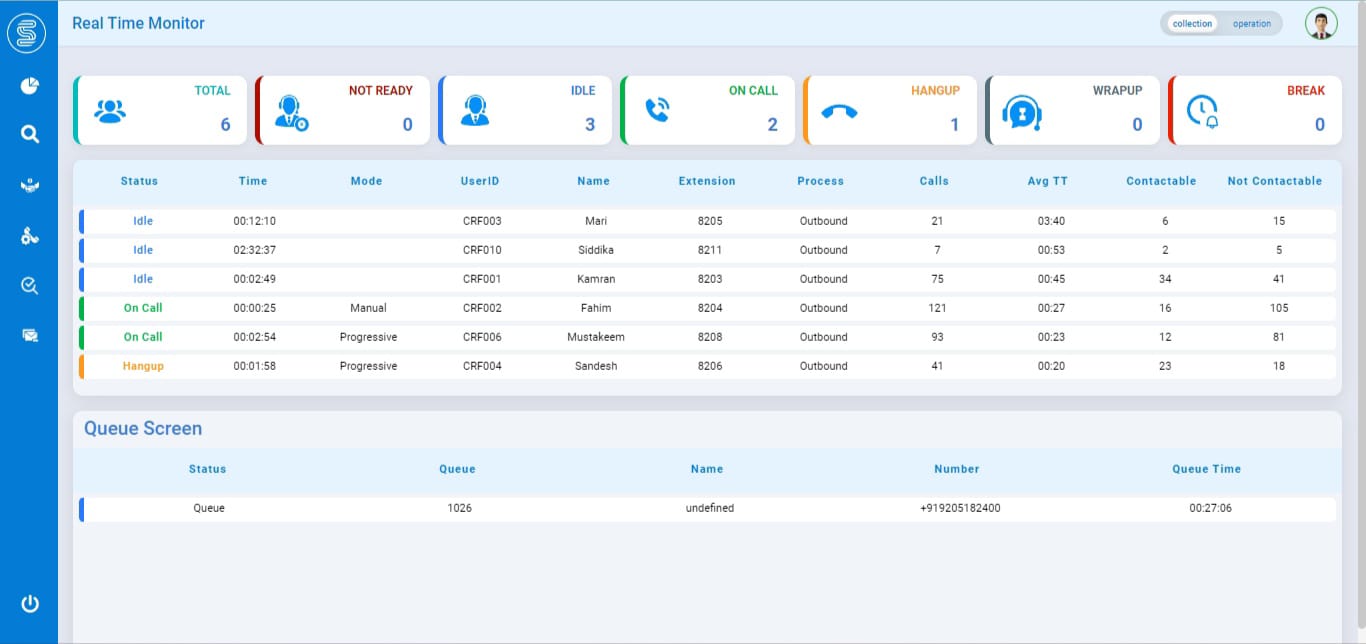 Real Time Monitor
collection operation
TOTAL NOT READY IDLE ON CALL HANGUP WRAPUP BREAK
6 0 3 2 1 0 0
Status Time Mode UserID Name Extension Process Calls Avg TT Contactable Not Contactable
Idle 00:12:10 CRF003 Mari 8205 Outbound 21 03:40 6 15
Idle 02:32:37 CRF010 Siddika 8211 Outbound 7 00:53 2 5
Idle 00:02:49 CRF001 Kamran 8203 Outbound 75 00:45 34 41
On Call 00:00:25 Manual CRF002 Fahim 8204 Outbound 121 00:27 16 105
On Call 00:02:54 Progressive CRF006 Mustakeem 8208 Outbound 93 00:23 12 81
Hangup 00:01:58 Progressive CRF004 Sandesh 8206 Outbound 41 00:20 23 18
Queue Screen
Status Queue Name Number Queue Time
Queue 1026 undefined +919205182400 00:27:06